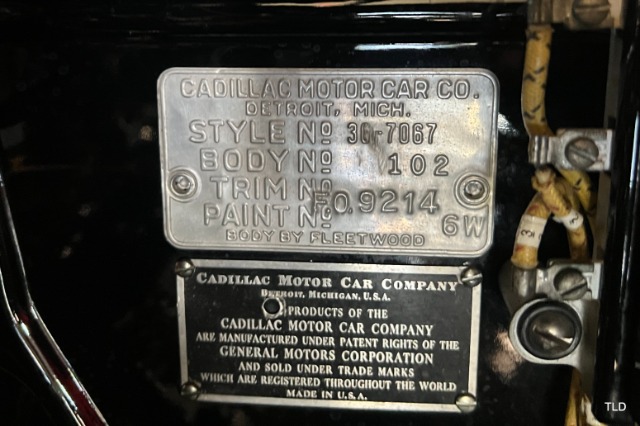 CADILLAC MOTOR CAR CO.
DETROIT, MICH.
STYLE Nº 36-7067
BODY Nº 102
TRIM Nº
PAINT Nº E0.9214 6W
BODY BY FLEETWOOD
CADILLAC MOTOR CAR COMPANY
DETROIT, MICHIGAN, U.S.A.
PRODUCTS OF THE
CADILLAC MOTOR CAR COMPANY
ARE MANUFACTURED UNDER PATENT RIGHTS OF THE
GENERAL MOTORS CORPORATION
AND SOLD UNDER TRADE MARKS
WHICH ARE REGISTERED THROUGHOUT THE WORLD
MADE IN U.S.A.
3
TLD